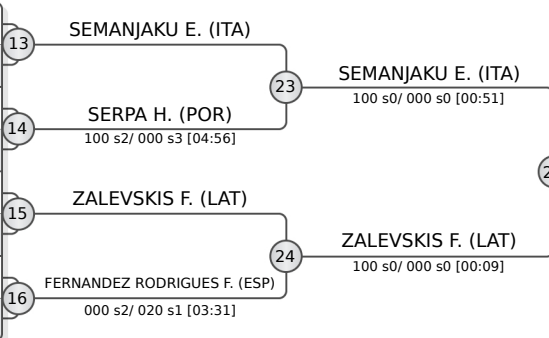 13
SEMANJAKU E. (ITA)
23
SEMANJAKU E. (ITA)
100 s0/ 000 s0 [00:51]
14
SERPA H. (POR)
100 s2/ 000 s3 [04:56]
15
ZALEVSKIS F. (LAT)
24
ZALEVSKIS F. (LAT)
100 s0/ 000 s0 [00:09]
16
FERNANDEZ RODRIGUES F. (ESP)
000 s2/ 020 s1 [03:31]